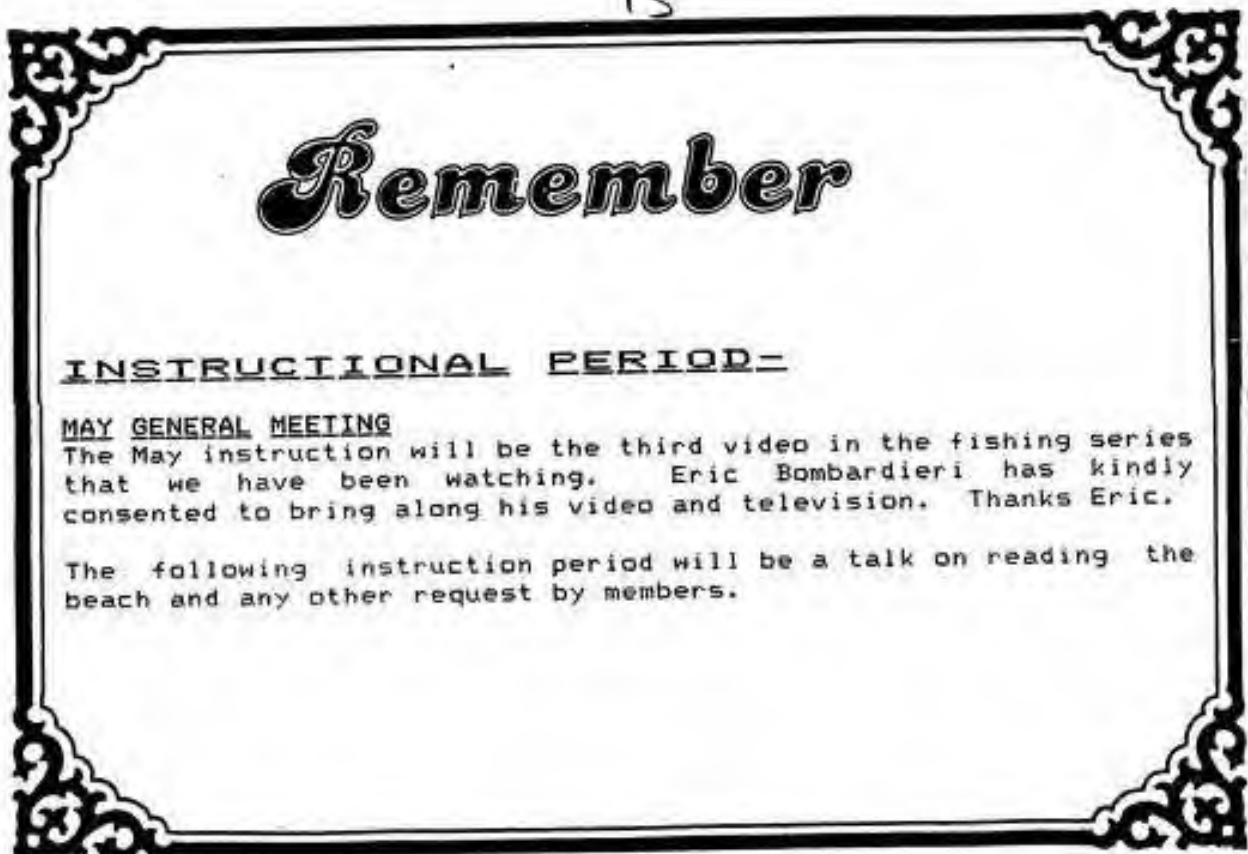 Remember
INSTRUCTIONAL PERIOD-
MAY GENERAL MEETING
The May instruction will be the third video in the fishing series
that we have been watching. Eric Bombardieri has kindly
consented to bring along his video and television. Thanks Eric.
The following instruction period will be a talk on reading the
beach and any other request by members.